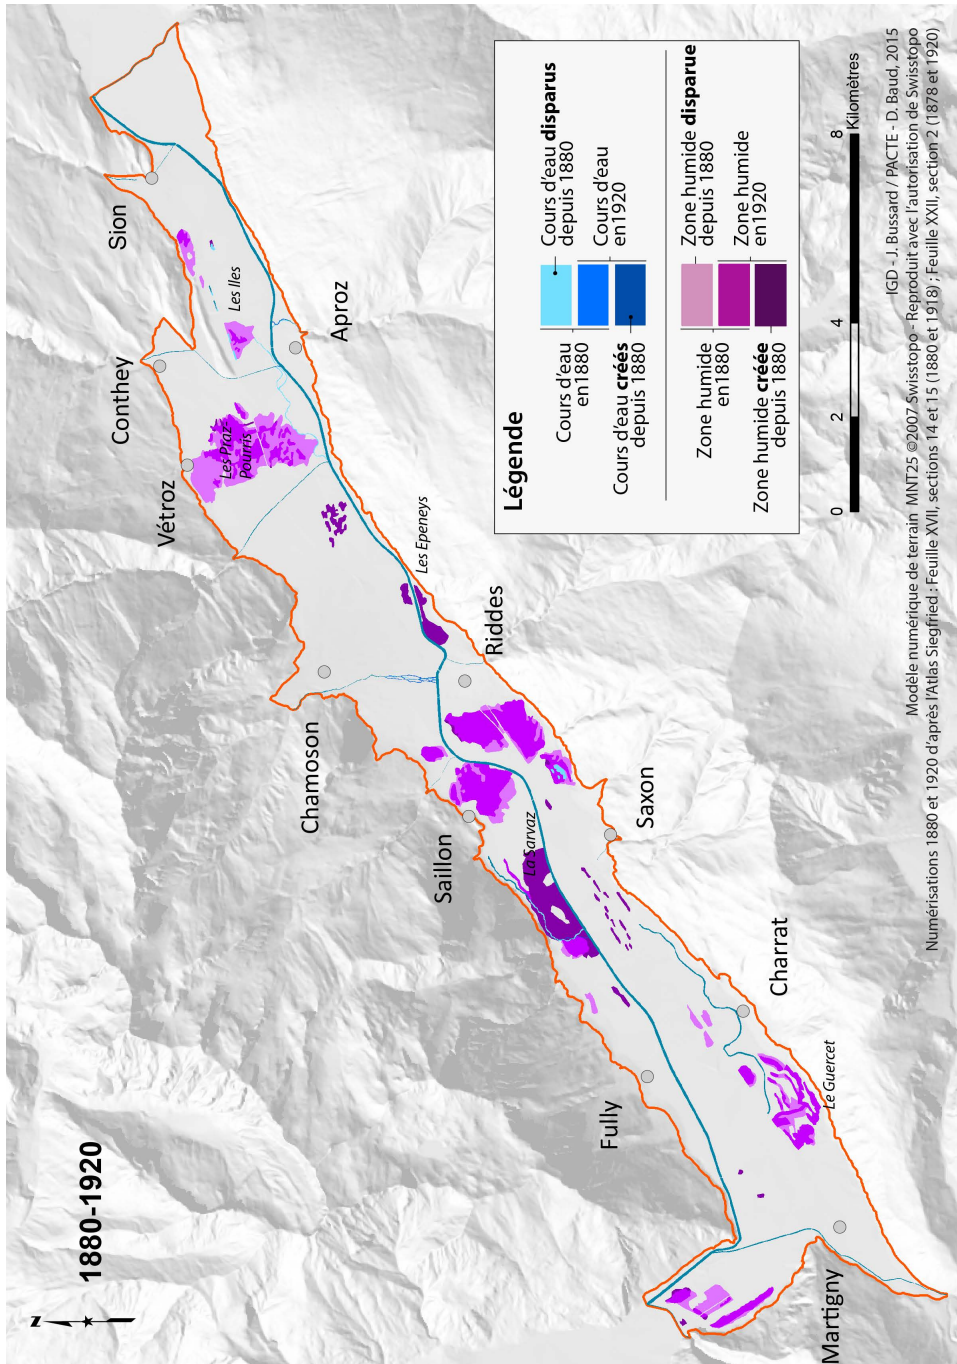 1880-1920
N
Sion
Conthey
Vétroz
Les Iles
Aproz
Les Praz-
Pourris
Les Epeneys
Chamoson
Riddes
Saillon
La Sarvaz
Saxon
Fully
Charrat
Le Guercet
Martigny
Légende
Cours d'eau
en 1880
Cours d'eau disparus
depuis 1880
Cours d'eau
en1920
Cours d'eau créés
depuis 1880
Zone humide
en1880
Zone humide disparue
depuis 1880
Zone humide
en1920
Zone humide créée
depuis 1880
0 2 4 8
Kilomètres
IGD - J. Bussard / PACTE - D. Baud, 2015
Modèle numérique de terrain MNT25 ©2007 Swisstopo - Reproduit avec l'autorisation de Swisstopo
Numérisations 1880 et 1920 d'après l'Atlas Siegfried : Feuille XVII, sections 14 et 15 (1880 et 1918) ; Feuille XXII, section 2 (1878 et 1920)